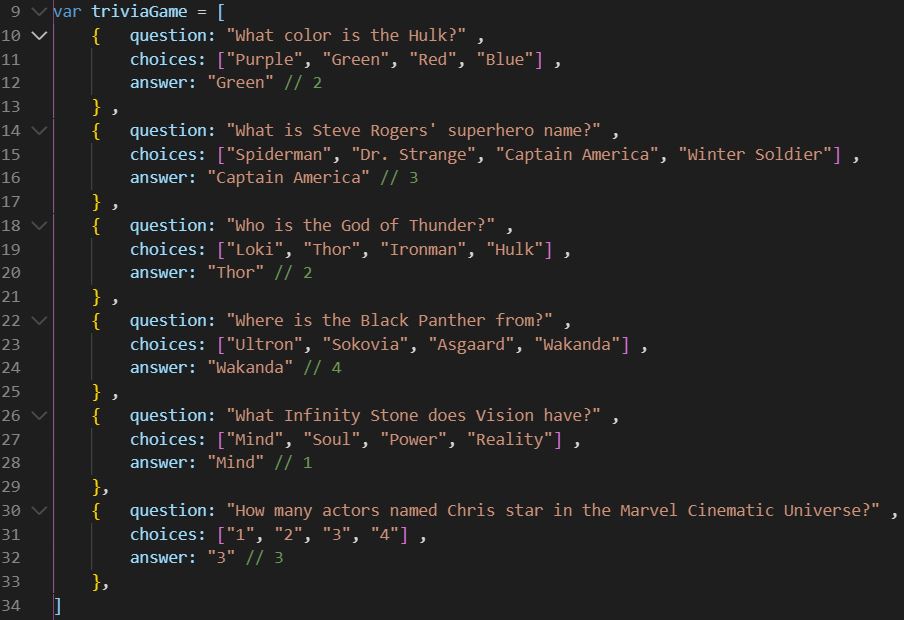 9 var triviaGame = [
10 { question: "What color is the Hulk?" ,
11 choices: ["Purple", "Green", "Red", "Blue"] ,
12 answer: "Green" // 2
13 } ,
14 { question: "What is Steve Rogers' superhero name?" ,
15 choices: ["Spiderman", "Dr. Strange", "Captain America", "Winter Soldier"] ,
16 answer: "Captain America" // 3
17 } ,
18 { question: "Who is the God of Thunder?" ,
19 choices: ["Loki", "Thor", "Ironman", "Hulk"] ,
20 answer: "Thor" // 2
21 } ,
22 { question: "Where is the Black Panther from?" ,
23 choices: ["Ultron", "Sokovia", "Asgaard", "Wakanda"] ,
24 answer: "Wakanda" // 4
25 } ,
26 { question: "What Infinity Stone does Vision have?" ,
27 choices: ["Mind", "Soul", "Power", "Reality"] ,
28 answer: "Mind" // 1
29 },
30 { question: "How many actors named Chris star in the Marvel Cinematic Universe?" ,
31 choices: ["1", "2", "3", "4"] ,
32 answer: "3" // 3
33 },
34 ]